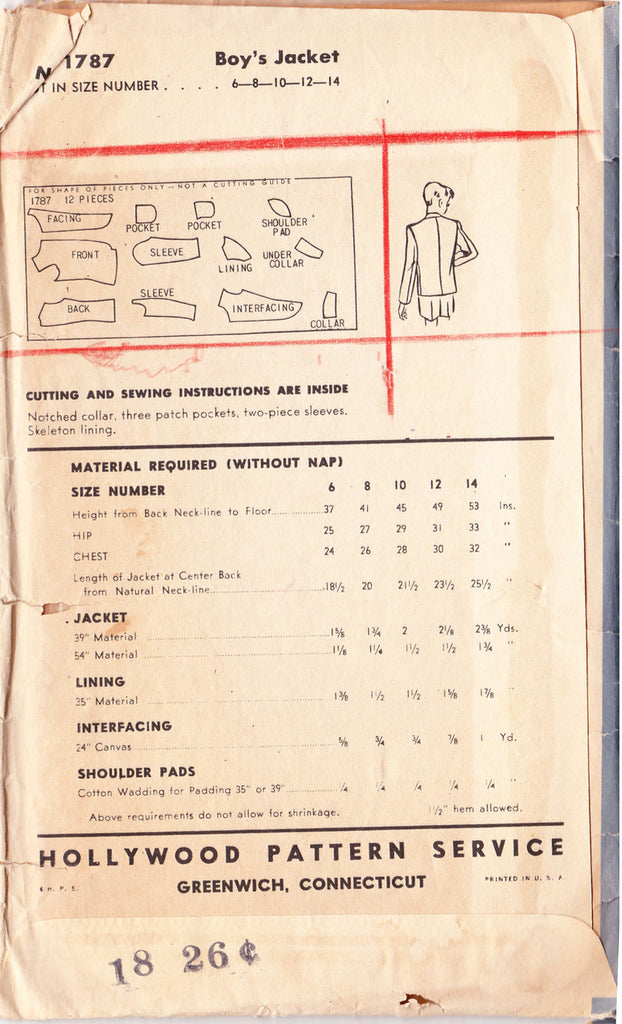 N 1787 Boy's Jacket
T IN SIZE NUMBER . . . . 6—8—10—12—14
FOR SHAPE OF PIECES ONLY—NOT A CUTTING GUIDE
1787 12 PIECES
FACING
POCKET
POCKET
SHOULDER
PAD
FRONT
SLEEVE
LINING
UNDER
COLLAR
BACK
SLEEVE
INTERFACING
COLLAR
CUTTING AND SEWING INSTRUCTIONS ARE INSIDE
Notched collar, three patch pockets, two-piece sleeves.
Skeleton lining.
MATERIAL REQUIRED (WITHOUT NAP)
SIZE NUMBER 6 8 10 12 14
Height from Back Neck-line to Floor 37 41 45 49 53 Ins.
HIP 25 27 29 31 33 "
CHEST 24 26 28 30 32 "
Length of Jacket at Center Back
from Natural Neck-line 18½ 20 21½ 23½ 25½ "
JACKET
39" Material 1⅝ 1¾ 2 2⅛ 2⅜ Yds.
54" Material 1⅛ 1¼ 1½ 1½ 1¾ "
LINING
35" Material 1⅜ 1½ 1½ 1⅝ 1⅞ "
INTERFACING
24" Canvas ⅝ ¾ ¾ ⅞ 1 Yd.
SHOULDER PADS
Cotton Wadding for Padding 35" or 39" ¼ ¼ ¼ ¼ ¼ "
Above requirements do not allow for shrinkage. 1½" hem allowed.
HOLLYWOOD PATTERN SERVICE
GREENWICH, CONNECTICUT
H. P. S.
PRINTED IN U. S. A
18 26¢